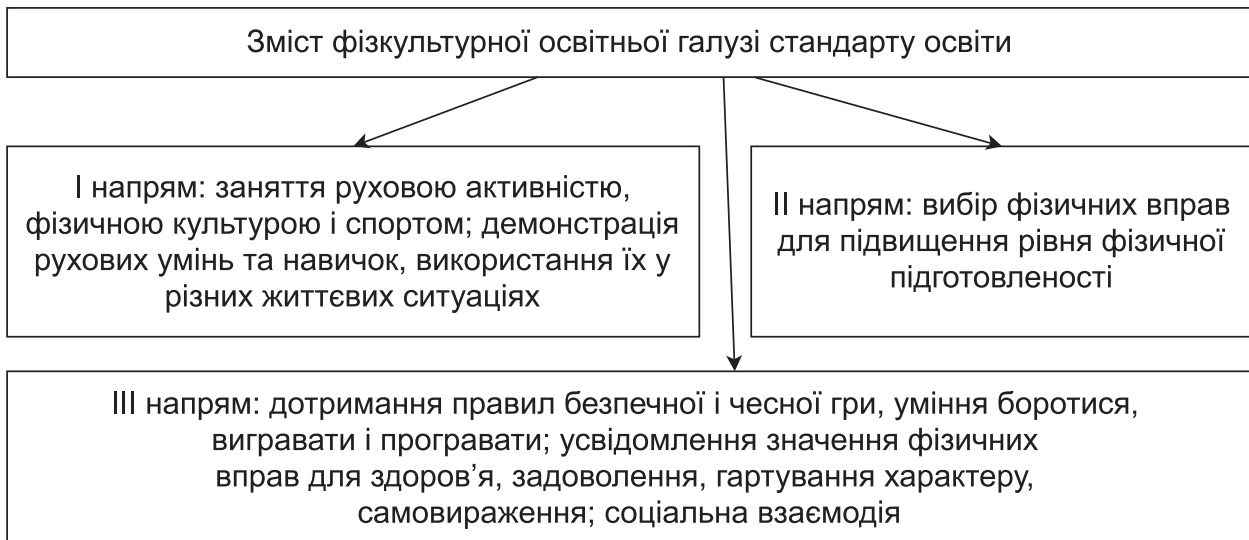 Зміст фізкультурної освітньої галузі стандарту освіти
І напрям: заняття руховою активністю,
фізичною культурою і спортом; демонстрація
рухових умінь та навичок, використання їх у
різних життєвих ситуаціях
ІІ напрям: вибір фізичних вправ
для підвищення рівня фізичної
підготовленості
ІІІ напрям: дотримання правил безпечної і чесної гри, уміння боротися,
вигравати і програвати; усвідомлення значення фізичних
вправ для здоров’я, задоволення, гартування характеру,
самовираження; соціальна взаємодія